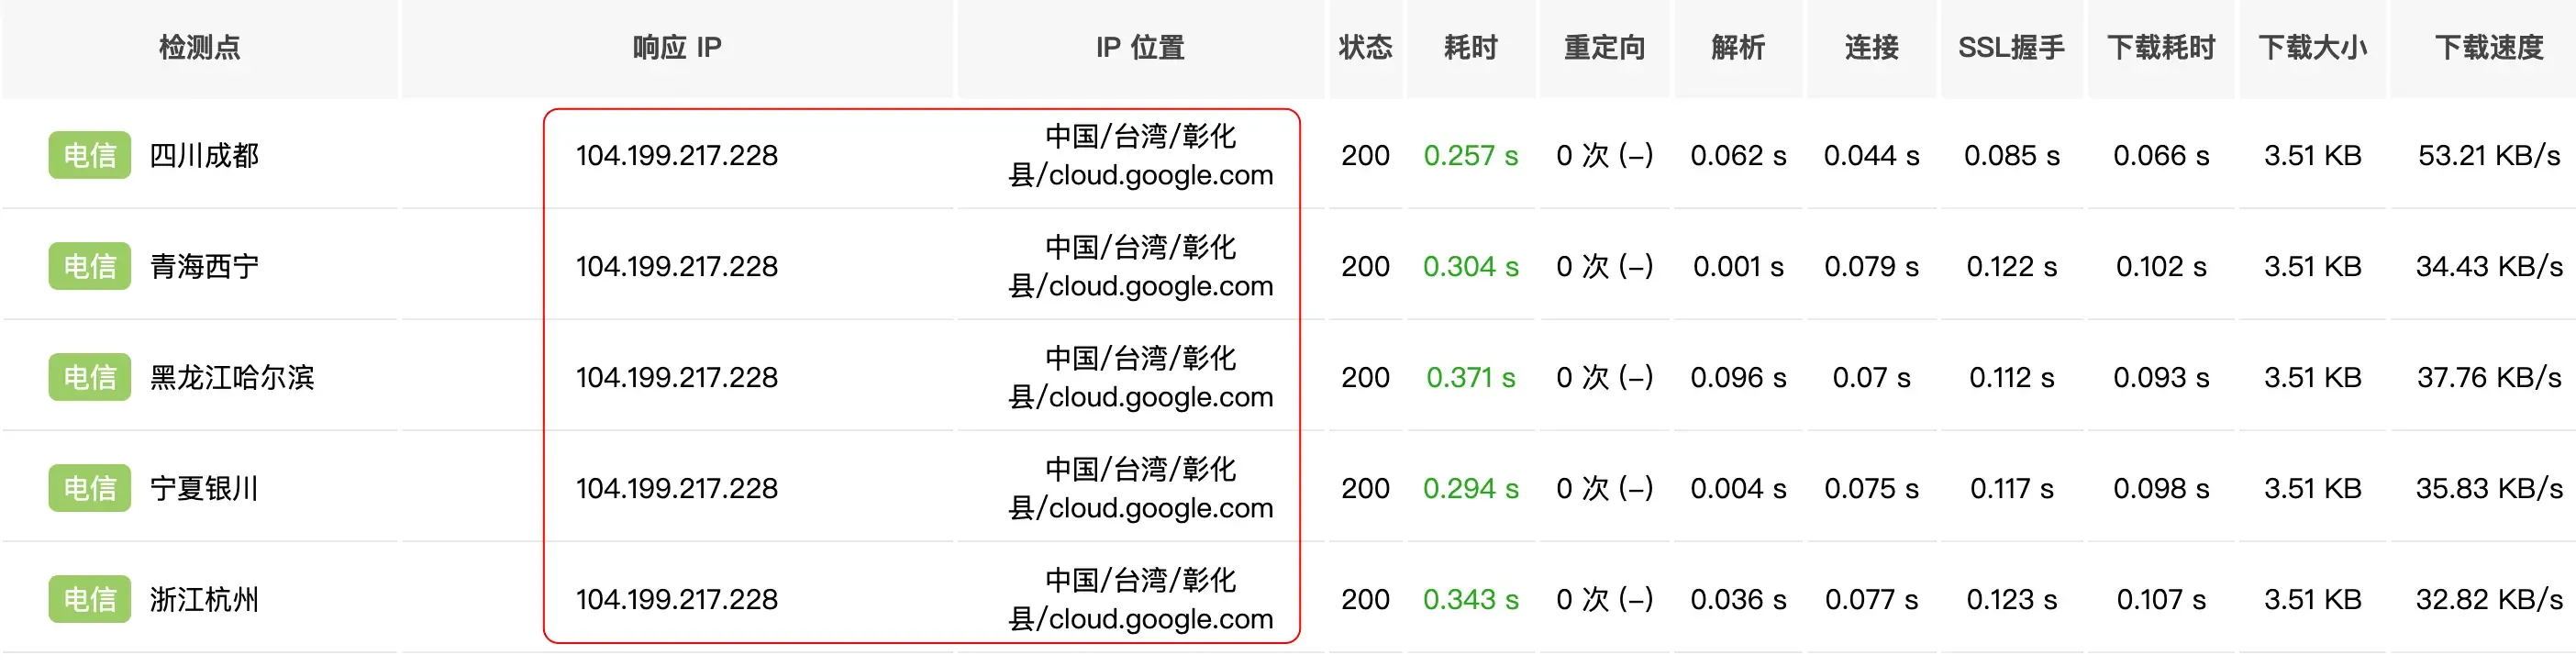 检测点 响应 IP IP 位置 状态 耗时 重定向 解析 连接 SSL握手 下载耗时 下载大小 下载速度
电信 四川成都 104.199.217.228 中国/台湾/彰化
县/cloud.google.com 200 0.257 s 0 次 (-) 0.062 s 0.044 s 0.085 s 0.066 s 3.51 KB 53.21 KB/s
电信 青海西宁 104.199.217.228 中国/台湾/彰化
县/cloud.google.com 200 0.304 s 0 次 (-) 0.001 s 0.079 s 0.122 s 0.102 s 3.51 KB 34.43 KB/s
电信 黑龙江哈尔滨 104.199.217.228 中国/台湾/彰化
县/cloud.google.com 200 0.371 s 0 次 (-) 0.096 s 0.07 s 0.112 s 0.093 s 3.51 KB 37.76 KB/s
电信 宁夏银川 104.199.217.228 中国/台湾/彰化
县/cloud.google.com 200 0.294 s 0 次 (-) 0.004 s 0.075 s 0.117 s 0.098 s 3.51 KB 35.83 KB/s
电信 浙江杭州 104.199.217.228 中国/台湾/彰化
县/cloud.google.com 200 0.343 s 0 次 (-) 0.036 s 0.077 s 0.123 s 0.107 s 3.51 KB 32.82 KB/s